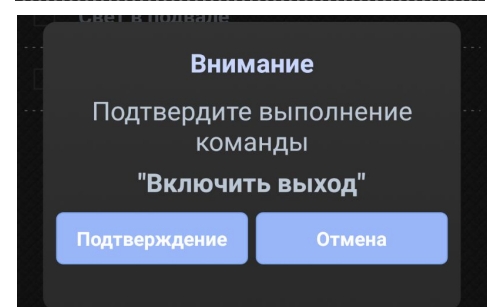 Свет в подвале
Внимание
Подтвердите выполнение
команды
"Включить выход"
Подтверждение
Отмена